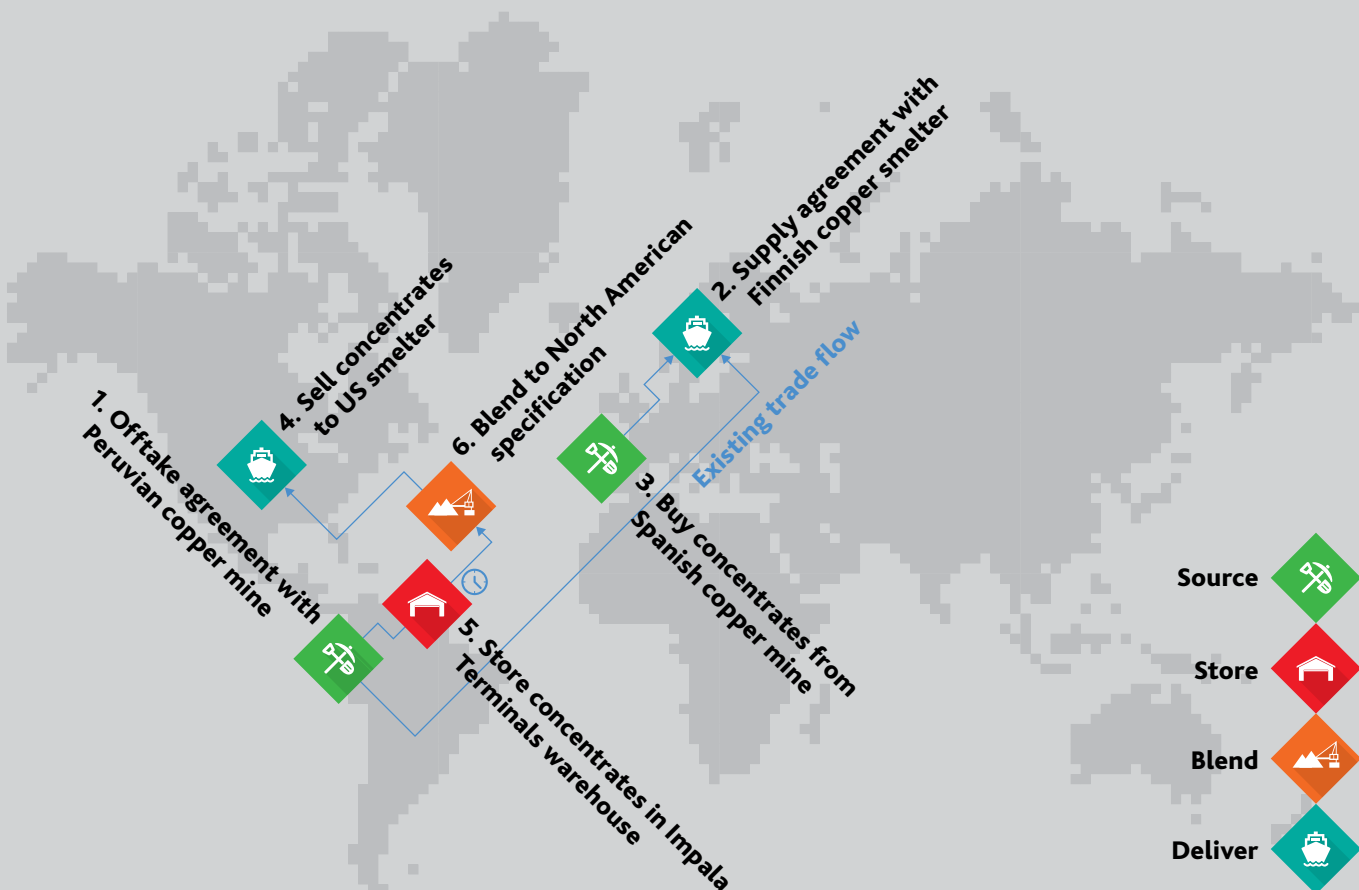 1. Offtake agreement with
Peruvian copper mine
2. Supply agreement with
Finnish copper smelter
3. Buy concentrates from
Spanish copper mine
4. Sell concentrates
to US smelter
5. Store concentrates in Impala
Terminals warehouse
6. Blend to North American
specification
Existing trade flow
Source
Store
Blend
Deliver